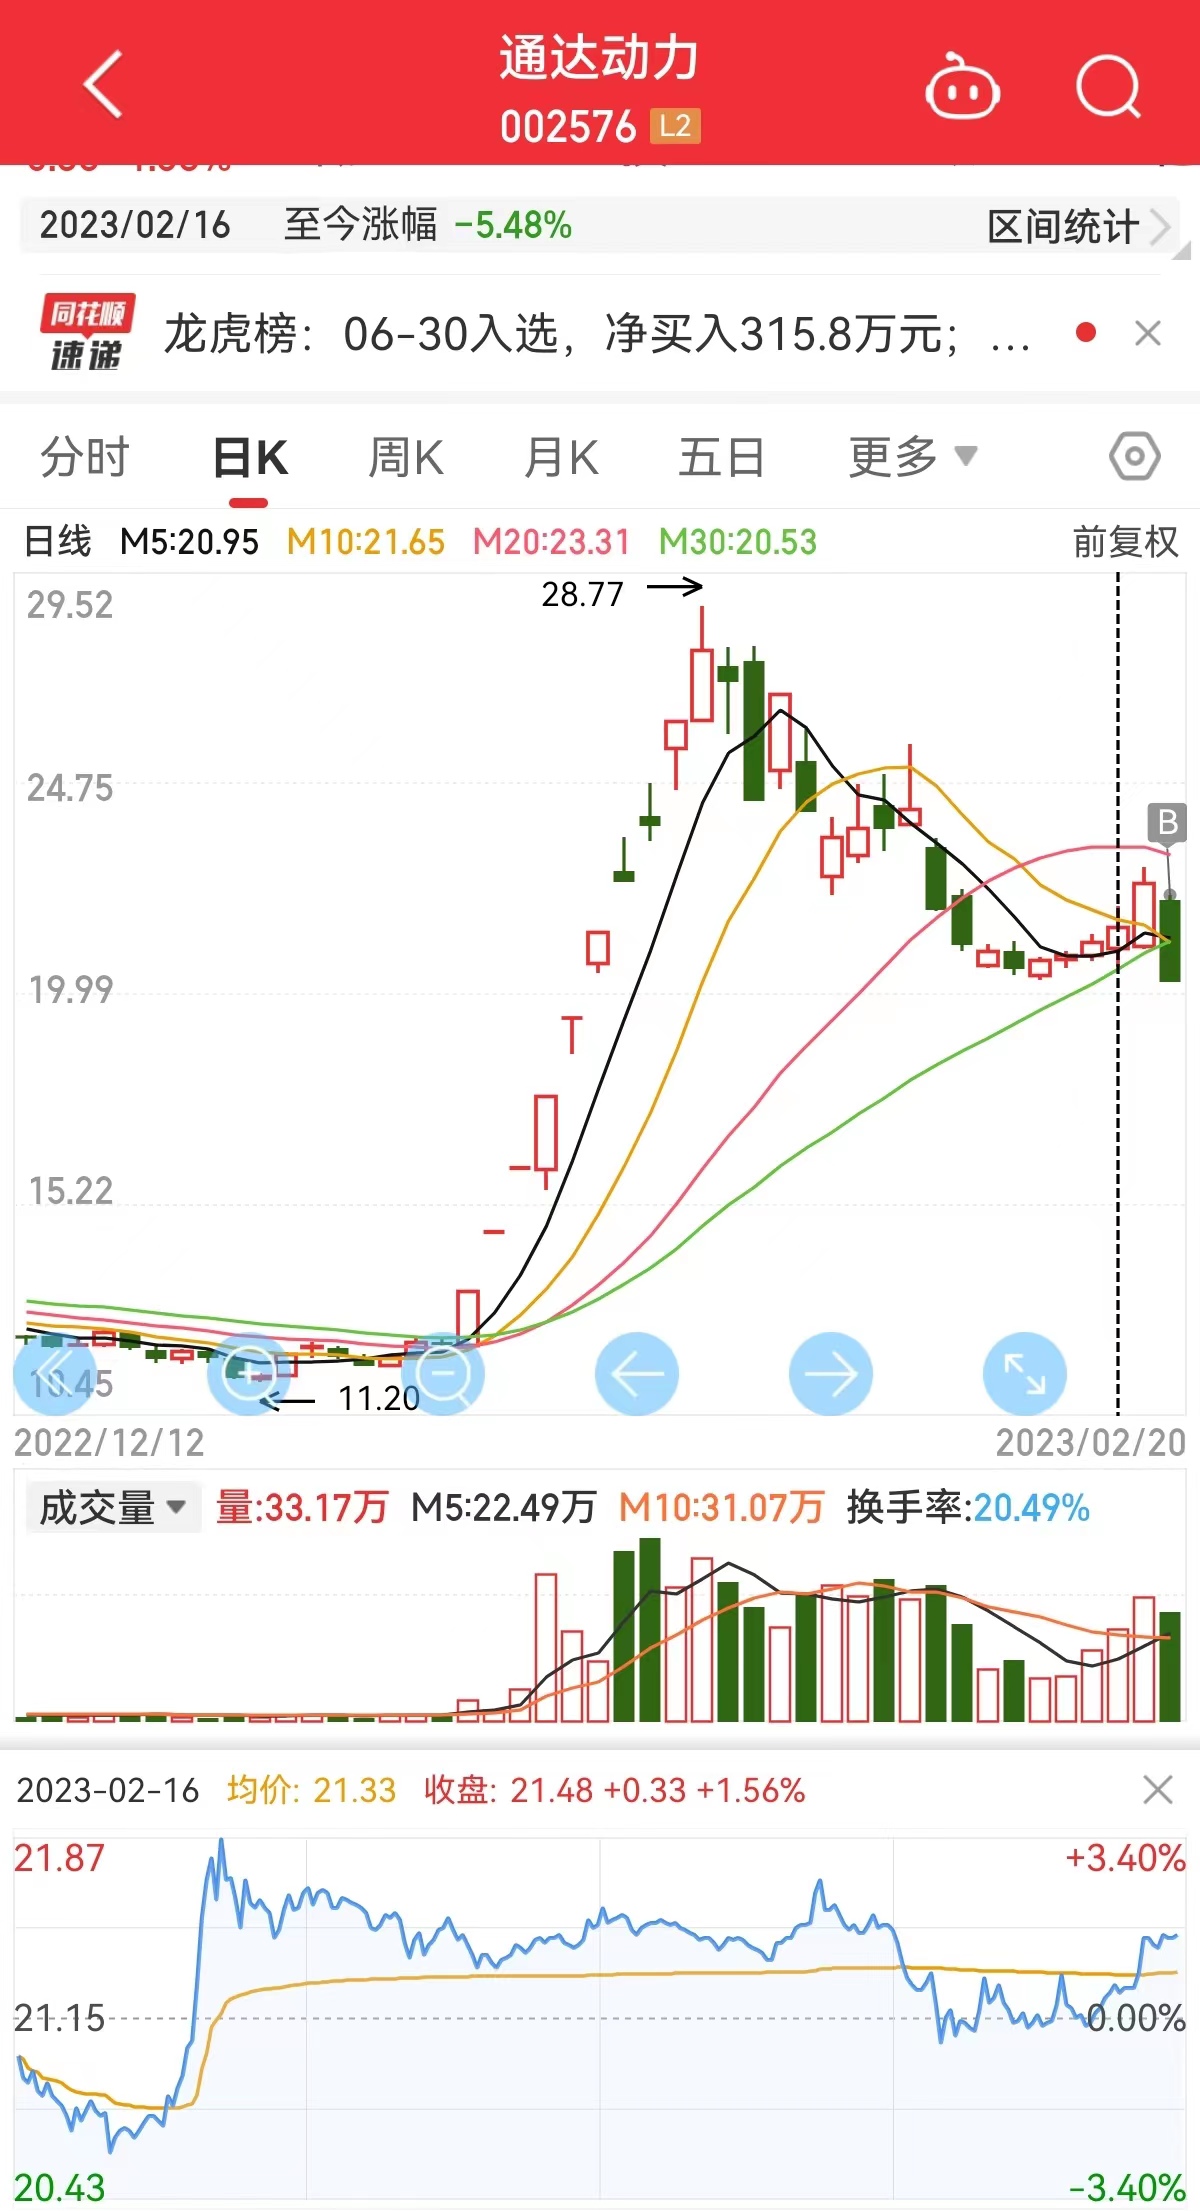 通达动力
002576 L2
2023/02/16 至今涨幅 -5.48% 区间统计
同花顺
速递
龙虎榜：06-30入选，净买入315.8万元；...
分时 日K 周K 月K 五日 更多
日线 M5:20.95 M10:21.65 M20:23.31 M30:20.53 前复权
28.77
29.52
24.75
B
19.99
15.22
10.45
11.20
2022/12/12 2023/02/20
成交量 量:33.17万 M5:22.49万 M10:31.07万 换手率:20.49%
2023-02-16 均价: 21.33 收盘: 21.48 +0.33 +1.56%
21.87 +3.40%
21.15 0.00%
20.43 -3.40%